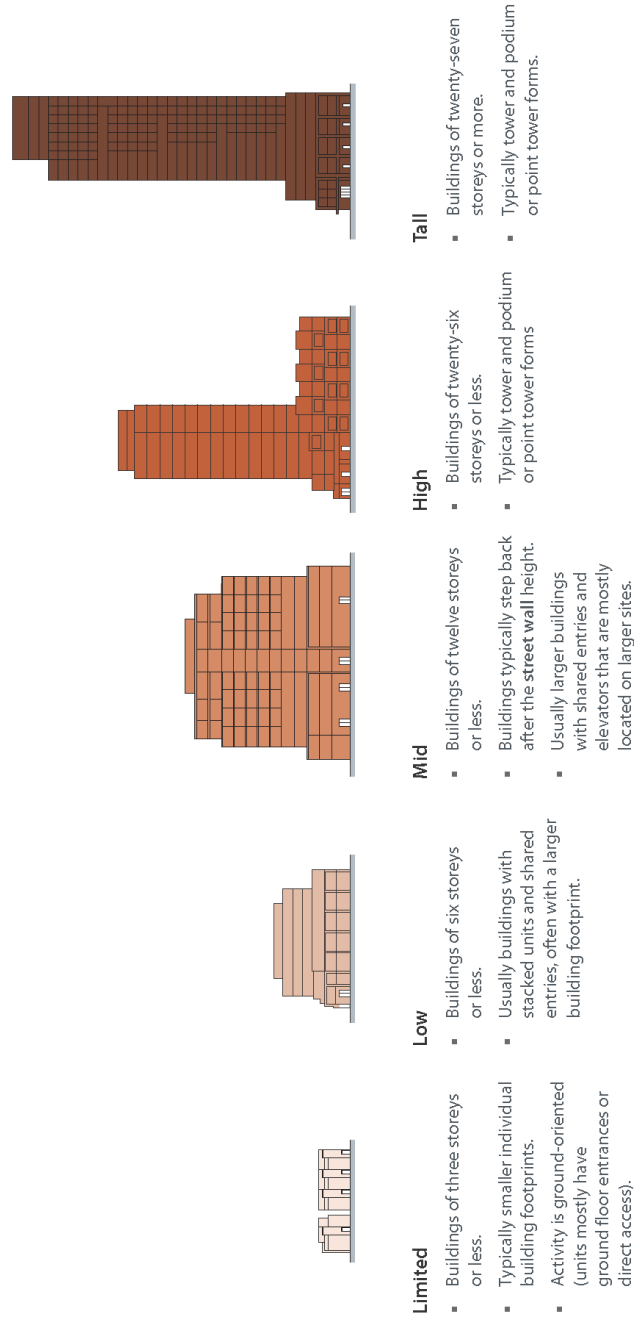 Limited
▪ Buildings of three storeys
or less.
▪ Typically smaller individual
building footprints.
▪ Activity is ground-oriented
(units mostly have
ground floor entrances or
direct access).
Low
▪ Buildings of six storeys
or less.
▪ Usually buildings with
stacked units and shared
entries, often with a larger
building footprint.
Mid
▪ Buildings of twelve storeys
or less.
▪ Buildings typically step back
after the street wall height.
▪ Usually larger buildings
with shared entries and
elevators that are mostly
located on larger sites.
High
▪ Buildings of twenty-six
storeys or less.
▪ Typically tower and podium
or point tower forms
Tall
▪ Buildings of twenty-seven
storeys or more.
▪ Typically tower and podium
or point tower forms.